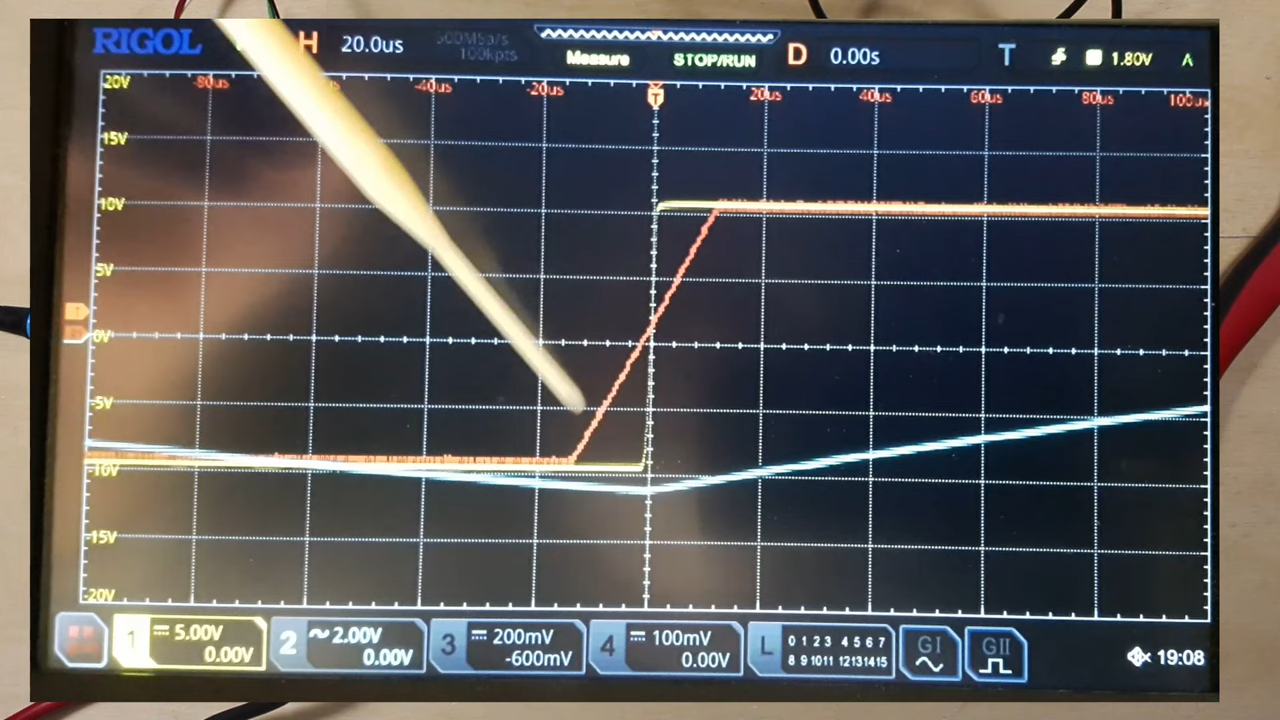 RIGOL H 20.0us 500MSa/s Measure STOP/RUN D 0.00s T 1.80V A
100kpts
20V -80us -40us -20us T 20us 40us 60us 80us 100us
15V
10V
5V
0V
-5V
-10V
-15V
-20V
1 5.00V 2 2.00V 3 200mV 4 100mV L 0 1 2 3 4 5 6 7 GI GII
0.00V 0.00V -600mV 0.00V 8 9 10 11 12 13 14 15 19:08